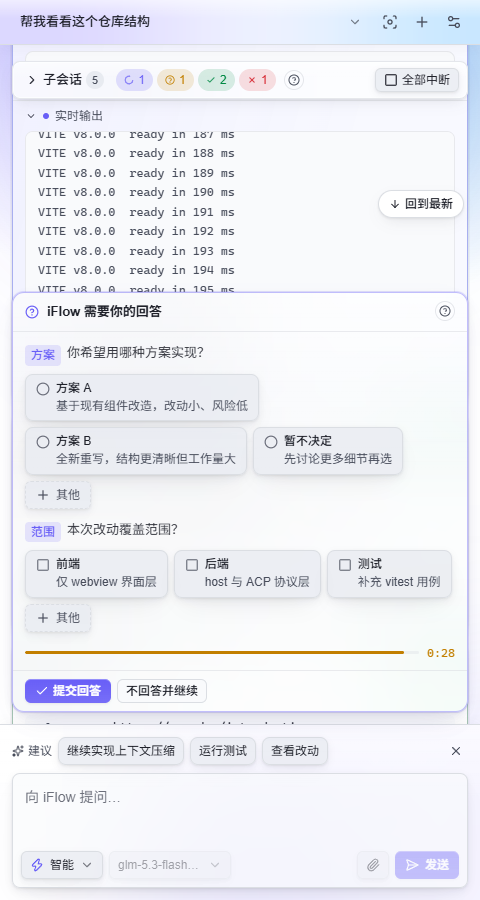 帮我看看这个仓库结构
子会话 5 1 1 2 1 全部中断
实时输出
VITE v8.0.0 ready in 187 ms
VITE v8.0.0 ready in 188 ms
VITE v8.0.0 ready in 189 ms
VITE v8.0.0 ready in 190 ms
VITE v8.0.0 ready in 191 ms
回到最新
VITE v8.0.0 ready in 192 ms
VITE v8.0.0 ready in 193 ms
VITE v8.0.0 ready in 194 ms
VITE v8.0.0 ready in 195 ms
iFlow 需要你的回答
方案 你希望用哪种方案实现?
方案 A
基于现有组件改造，改动小、风险低
方案 B
全新重写，结构更清晰但工作量大
暂不决定
先讨论更多细节再选
其他
范围 本次改动覆盖范围?
前端
仅 webview 界面层
后端
host 与 ACP 协议层
测试
补充 vitest 用例
其他
0:28
提交回答 不回答并继续
建议 继续实现上下文压缩 运行测试 查看改动
向 iFlow 提问…
智能 glm-5.3-flash… 发送